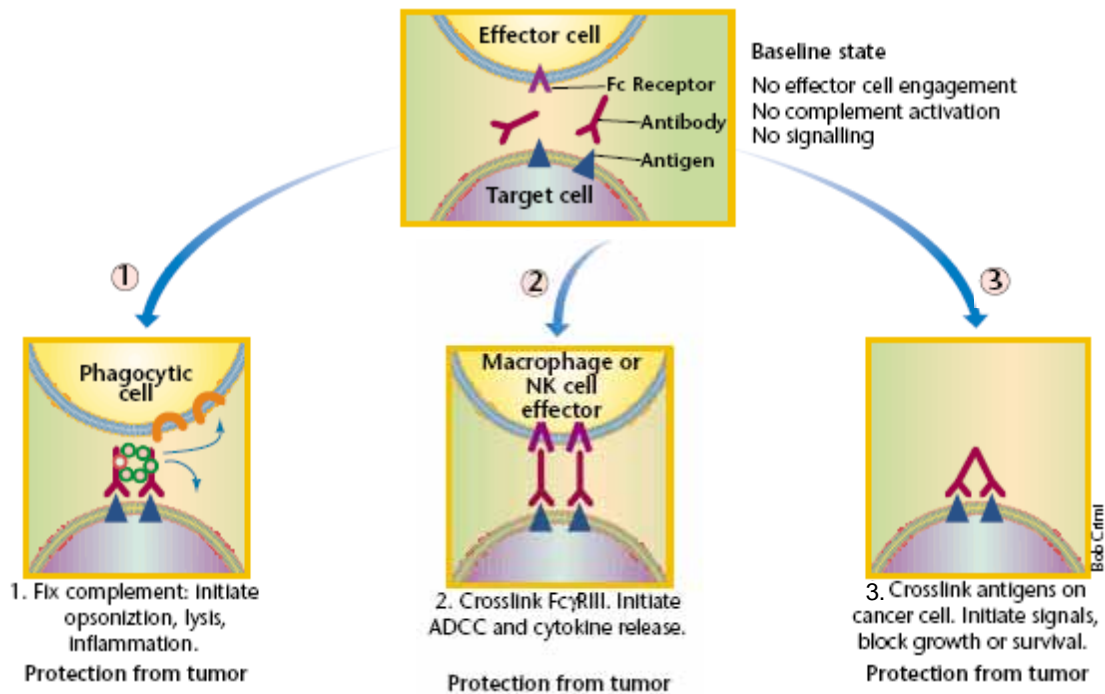 Effector cell
Fc Receptor
Antibody
Antigen
Target cell
Baseline state
No effector cell engagement
No complement activation
No signalling
1
2
3
Phagocytic
cell
1. Fix complement: Initiate
opsoniztion, lysis,
inflammation.
Protection from tumor
Macrophage or
NK cell
effector
2. Crosslink FcγRIII. Initiate
ADCC and cytokine release.
Protection from tumor
Bob Crimi
3. Crosslink antigens on
cancer cell. Initiate signals,
block growth or survival.
Protection from tumor